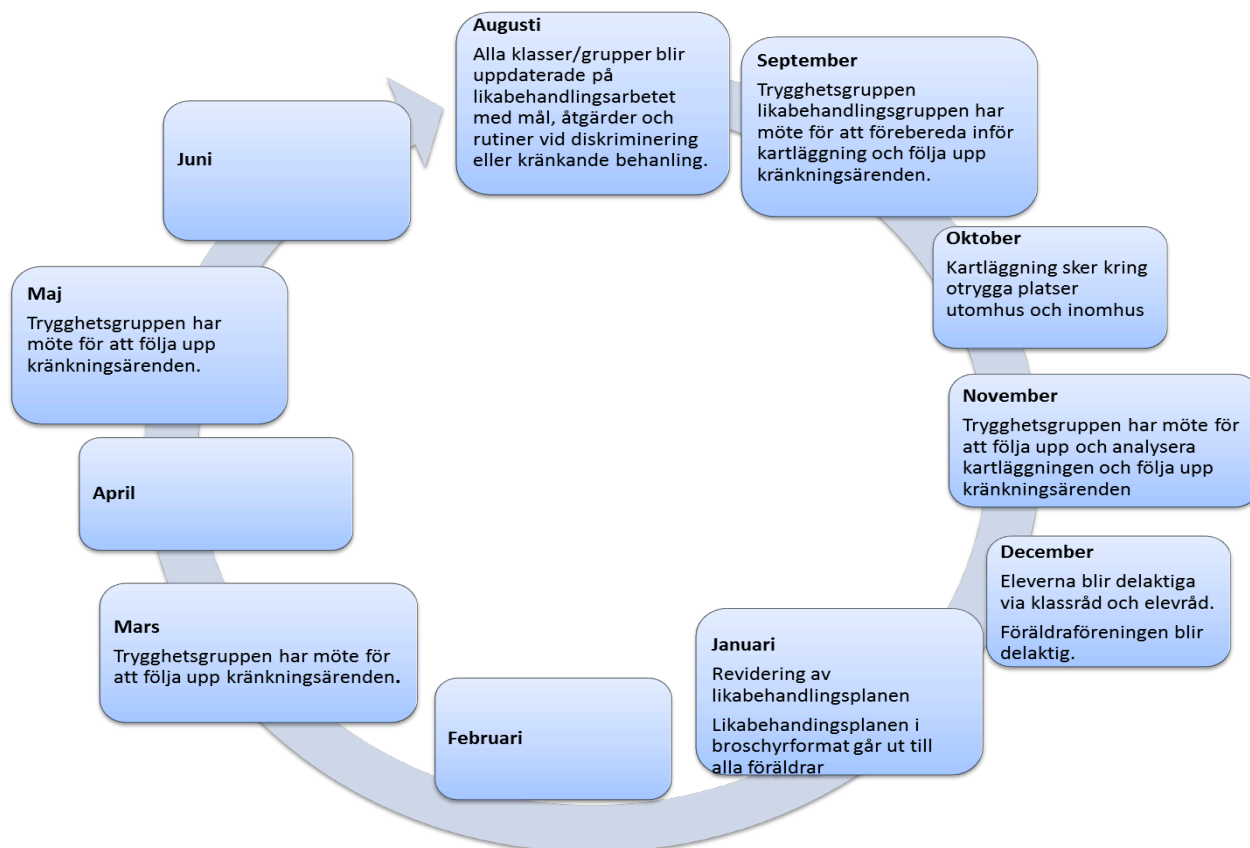 Augusti
Alla klasser/grupper blir
uppdaterade på
likabehandlingsarbetet
med mål, åtgärder och
rutiner vid diskriminering
eller kränkande behanling.
September
Trygghetsgruppen
likabehandlingsgruppen har
möte för att förebereda inför
kartläggning och följa upp
kränkningsärenden.
Oktober
Kartläggning sker kring
otrygga platser
utomhus och inomhus
November
Trygghetsgruppen har möte för
att följa upp och analysera
kartläggningen och följa upp
kränkningsärenden
December
Eleverna blir delaktiga
via klassråd och elevråd.
Föräldraföreningen blir
delaktig.
Januari
Revidering av
likabehandlingsplanen
Likabehandingsplanen i
broschyrformat går ut till
alla föräldrar
Februari
Mars
Trygghetsgruppen har möte för
att följa upp kränkningsärenden.
April
Maj
Trygghetsgruppen har
möte för att följa upp
kränkningsärenden.
Juni